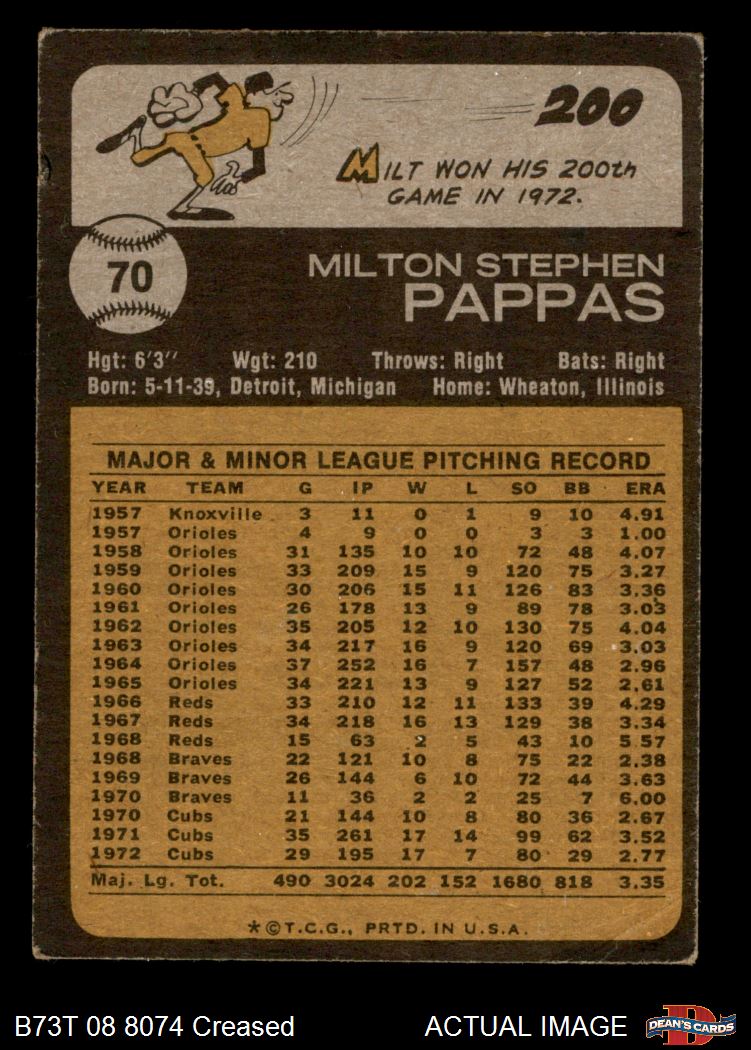 200
MILT WON HIS 200th
GAME IN 1972.
70
MILTON STEPHEN
PAPPAS
Hgt: 6'3" Wgt: 210 Throws: Right Bats: Right
Born: 5-11-39, Detroit, Michigan Home: Wheaton, Illinois
MAJOR & MINOR LEAGUE PITCHING RECORD
YEAR TEAM G IP W L SO BB ERA
1957 Knoxville 3 11 0 1 9 10 4.91
1957 Orioles 4 9 0 0 3 3 1.00
1958 Orioles 31 135 10 10 72 48 4.07
1959 Orioles 33 209 15 9 120 75 3.27
1960 Orioles 30 206 15 11 126 83 3.36
1961 Orioles 26 178 13 9 89 78 3.03
1962 Orioles 35 205 12 10 130 75 4.04
1963 Orioles 34 217 16 9 120 69 3.03
1964 Orioles 37 252 16 7 157 48 2.96
1965 Orioles 34 221 13 9 127 52 2.61
1966 Reds 33 210 12 11 133 39 4.29
1967 Reds 34 218 16 13 129 38 3.34
1968 Reds 15 63 2 5 43 10 5.57
1968 Braves 22 121 10 8 75 22 2.38
1969 Braves 26 144 6 10 72 44 3.63
1970 Braves 11 36 2 2 25 7 6.00
1970 Cubs 21 144 10 8 80 36 2.67
1971 Cubs 35 261 17 14 99 62 3.52
1972 Cubs 29 195 17 7 80 29 2.77
Maj. Lg. Tot. 490 3024 202 152 1680 818 3.35
*©T.C.G., PRTD. IN U.S.A.
B73T 08 8074 Creased ACTUAL IMAGE
D
DEAN'S CARDS